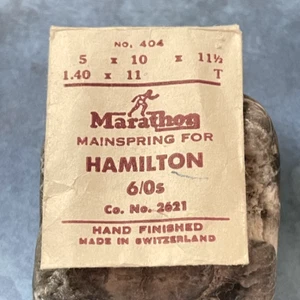 NO. 404
5 x 10 x 11½
1.40 x 11 T
Marathon
MAINSPRING FOR
HAMILTON
6/0s
Co. No. 2621
HAND FINISHED
MADE IN SWITZERLAND